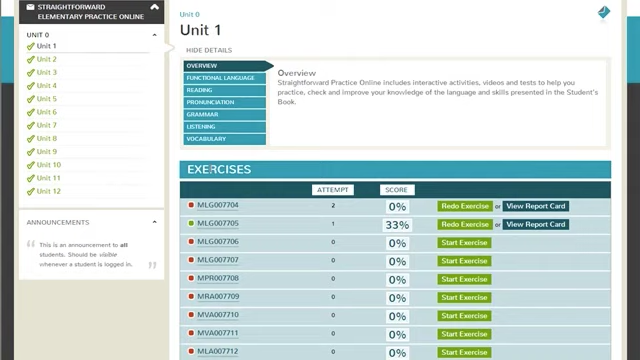 STRAIGHTFORWARD
ELEMENTARY PRACTICE ONLINE
UNIT 0
Unit 1
Unit 2
Unit 3
Unit 4
Unit 5
Unit 6
Unit 7
Unit 8
Unit 9
Unit 10
Unit 11
Unit 12
ANNOUNCEMENTS
This is an announcement to all
students. Should be visible
whenever a student is logged in.
Unit 0
Unit 1
HIDE DETAILS
OVERVIEW
FUNCTIONAL LANGUAGE
READING
PRONUNCIATION
GRAMMAR
LISTENING
VOCABULARY
Overview
Straightforward Practice Online includes interactive activities, videos and tests to help you
practice, check and improve your knowledge of the language and skills presented in the Student's
Book.
EXERCISES
ATTEMPT SCORE
MLG007704 2 0% Redo Exercise or View Report Card
MLG007705 1 33% Redo Exercise or View Report Card
MLG007706 0 0% Start Exercise
MLG007707 0 0% Start Exercise
MPR007708 0 0% Start Exercise
MRA007709 0 0% Start Exercise
MVA007710 0 0% Start Exercise
MVA007711 0 0% Start Exercise
MLA007712 0 0% Start Exercise